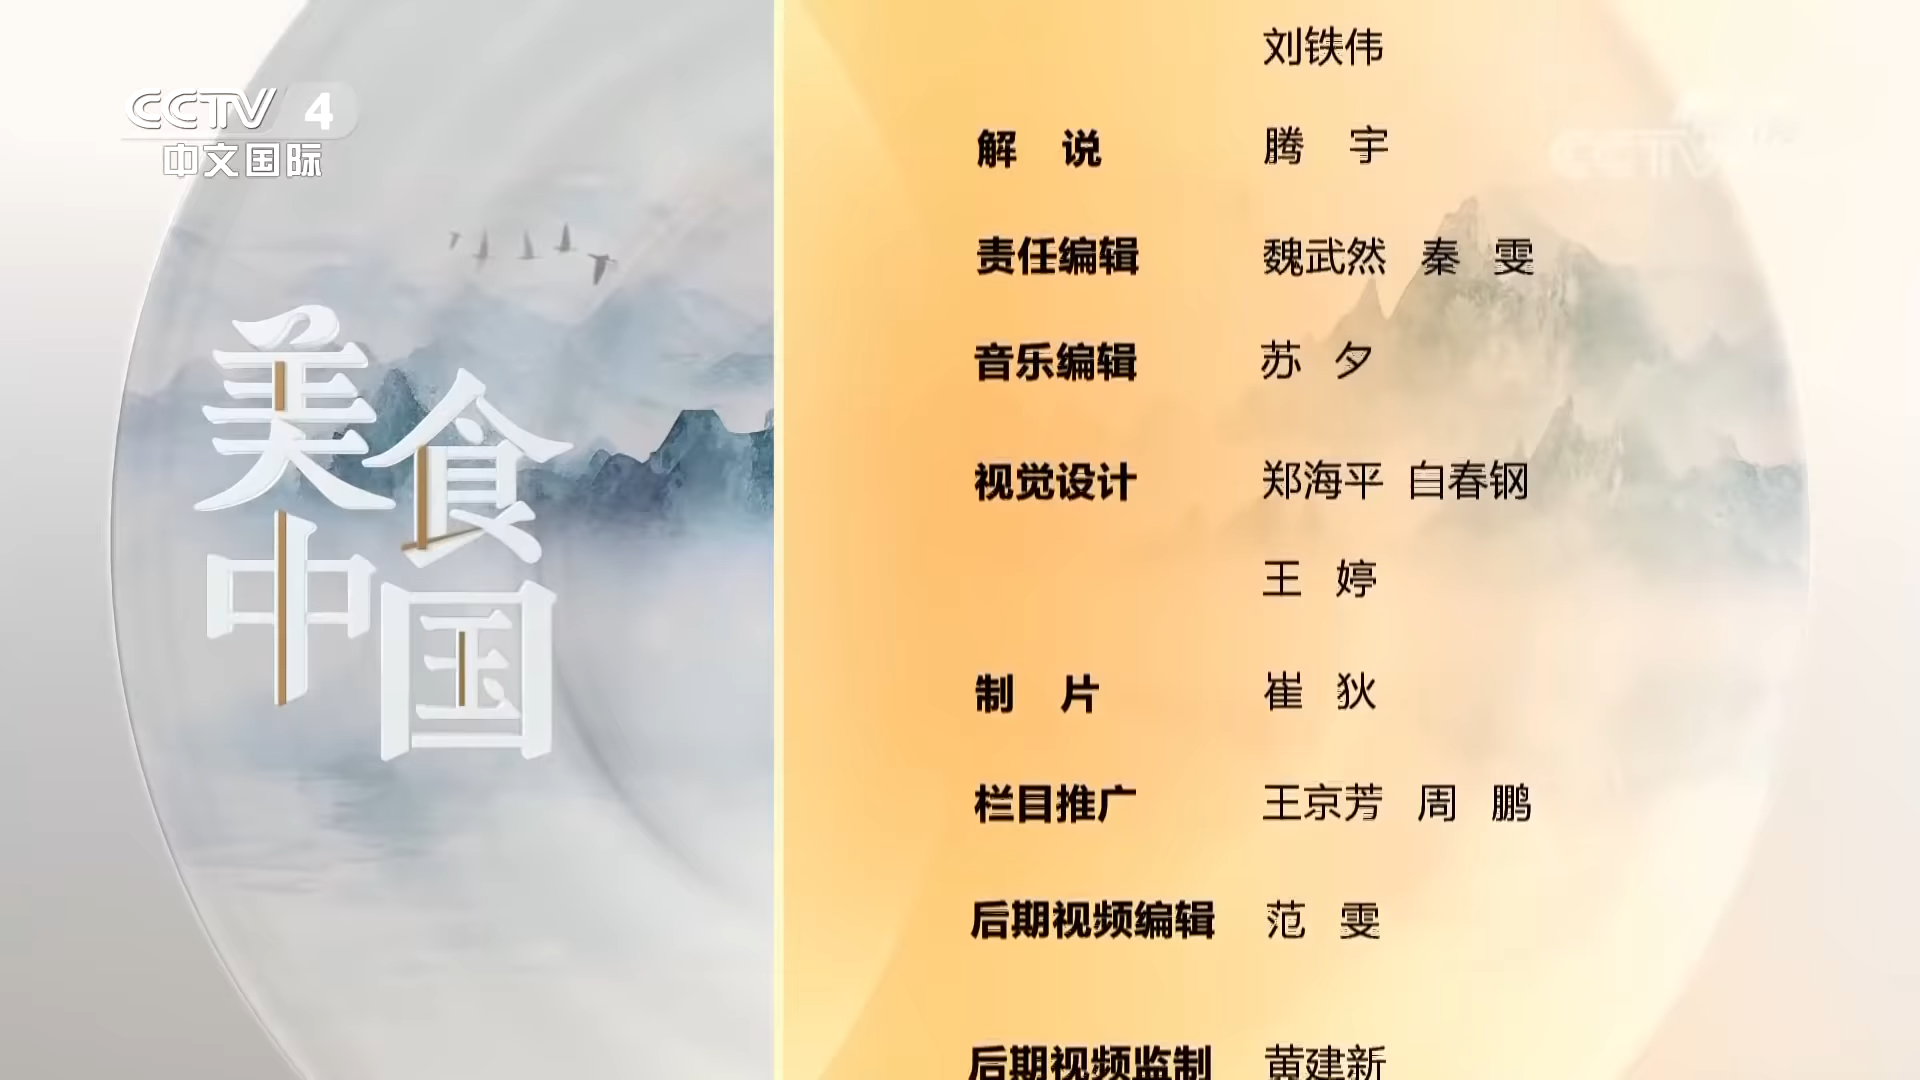 CCTV 4
中文国际
美食
中国
刘铁伟
解 说 腾 宇
责任编辑 魏武然 秦 雯
音乐编辑 苏 夕
视觉设计 郑海平 自春钢
王 婷
制 片 崔 狄
栏目推广 王京芳 周 鹏
后期视频编辑 范 雯
后期视频监制 黄建新
CCTV